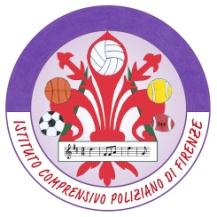 ISTITUTO COMPRENSIVO POLIZIANO DI FIRENZE